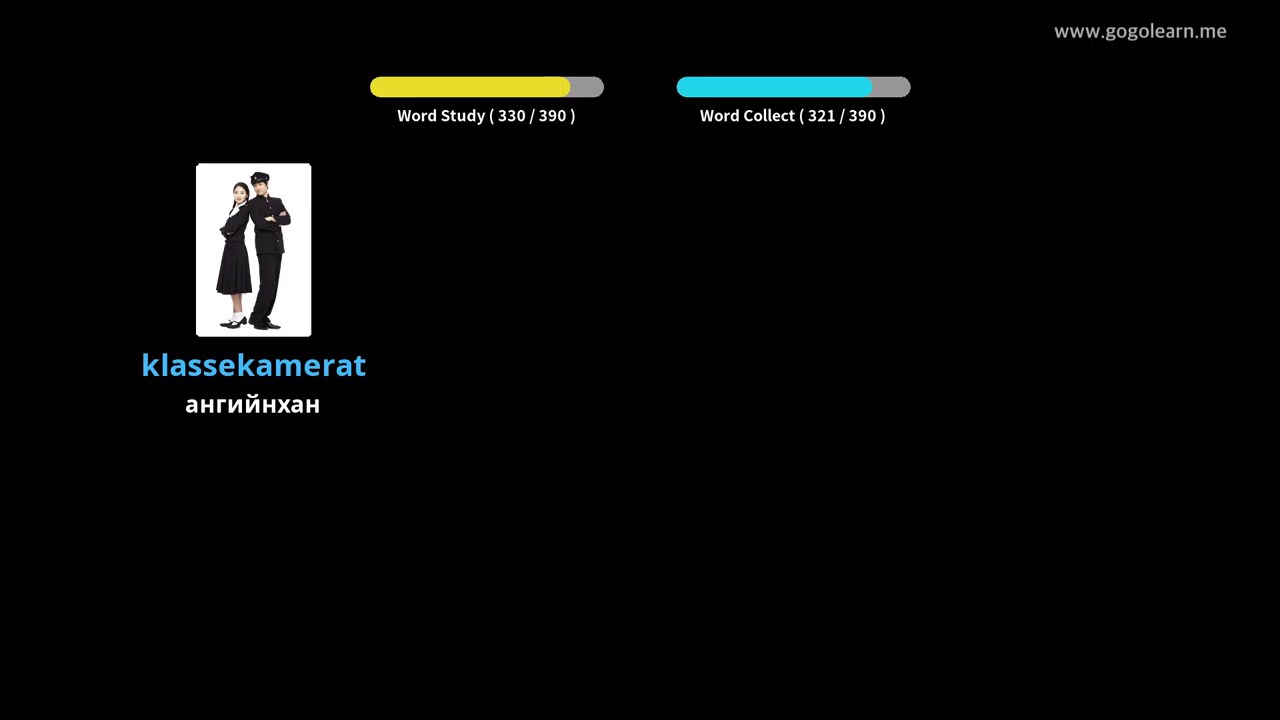 www.gogolearn.me
Word Study ( 330 / 390 )
Word Collect ( 321 / 390 )
klassekamerat
ангийнхан